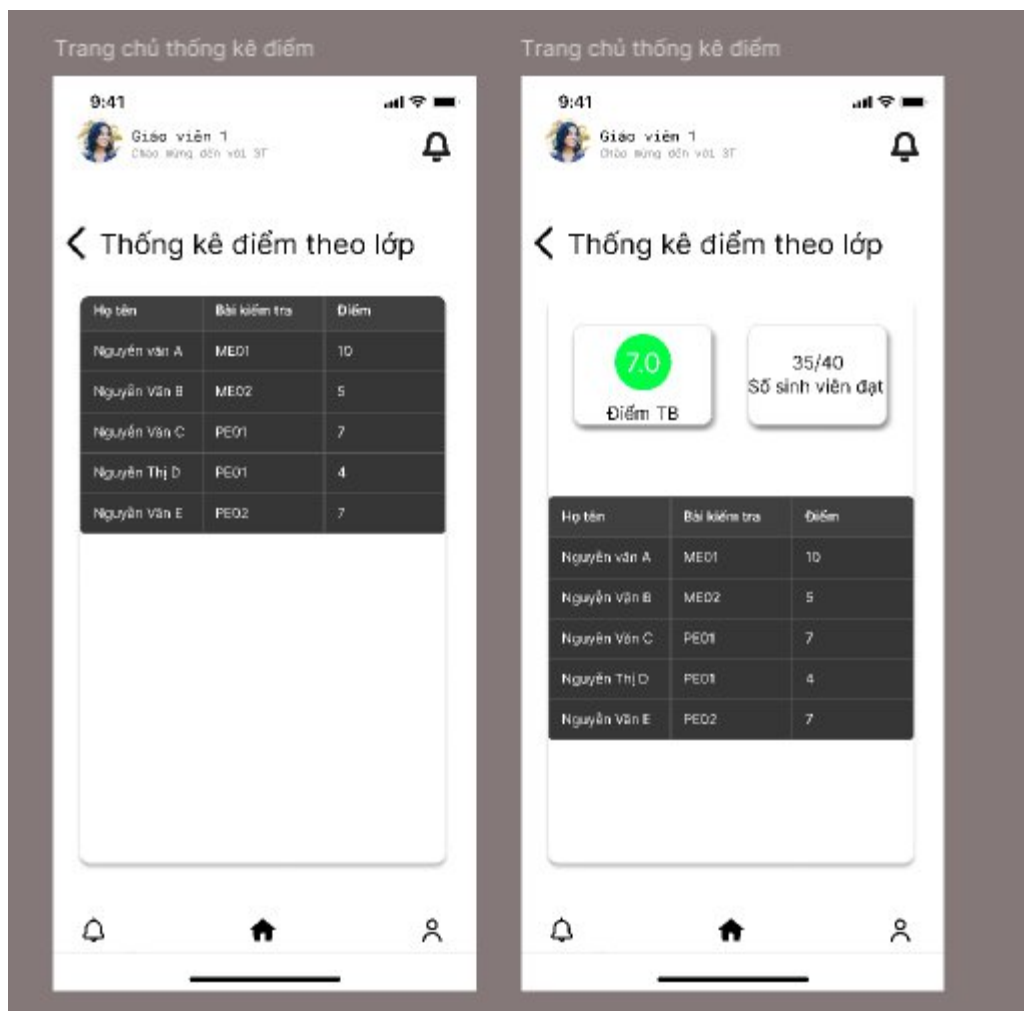 Trang chủ thống kê điểm
9:41
Giáo viên 1
Chào mừng đến với 3T
Thống kê điểm theo lớp
Họ tên Bài kiểm tra Điểm
Nguyễn văn A ME01 10
Nguyễn Văn B ME02 5
Nguyễn Văn C PE01 7
Nguyễn Thị D PE01 4
Nguyễn Văn E PE02 7
Trang chủ thống kê điểm
9:41
Giáo viên 1
Chào mừng đến với 3T
Thống kê điểm theo lớp
7.0
Điểm TB
35/40
Số sinh viên đạt
Họ tên Bài kiểm tra Điểm
Nguyễn văn A ME01 10
Nguyễn Văn B ME02 5
Nguyễn Văn C PE01 7
Nguyễn Thị D PE01 4
Nguyễn Văn E PE02 7